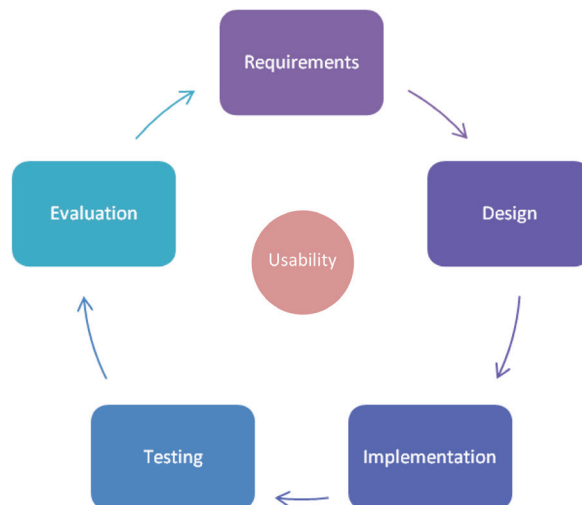 Requirements
Evaluation
Design
Usability
Testing
Implementation